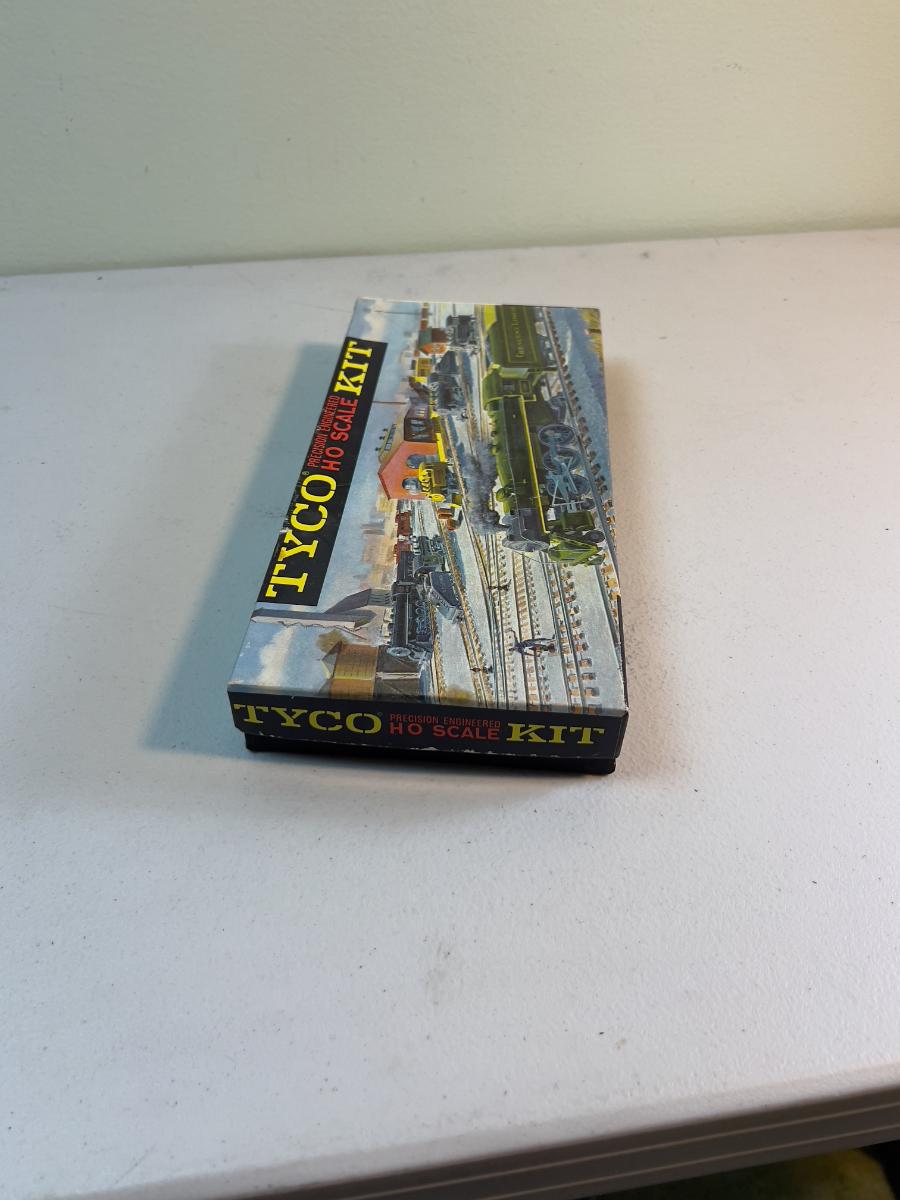 TYCO®
PRECISION ENGINEERED
HO SCALE
KIT
TYCO®
PRECISION ENGINEERED
HO SCALE
KIT